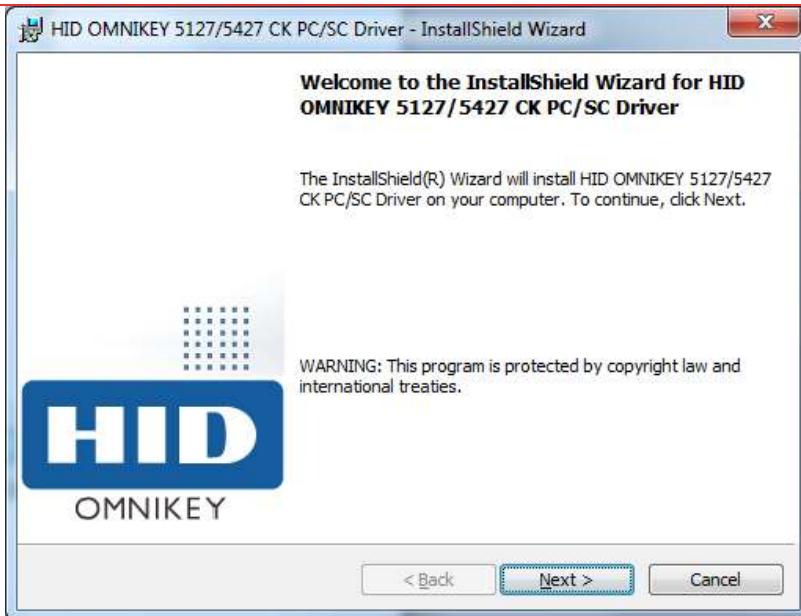 HID OMNIKEY 5127/5427 CK PC/SC Driver - InstallShield Wizard
Welcome to the InstallShield Wizard for HID
OMNIKEY 5127/5427 CK PC/SC Driver
The InstallShield(R) Wizard will install HID OMNIKEY 5127/5427
CK PC/SC Driver on your computer. To continue, click Next.
WARNING: This program is protected by copyright law and
international treaties.
HID
OMNIKEY
< Back
Next >
Cancel